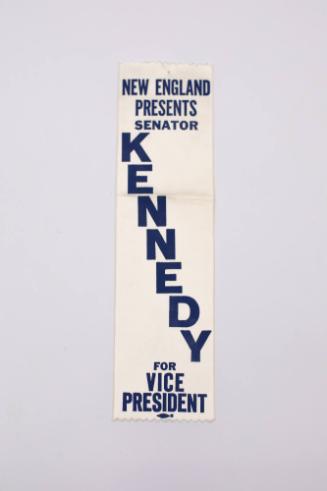 NEW ENGLAND
PRESENTS
SENATOR
KENNEDY
FOR
VICE
PRESIDENT